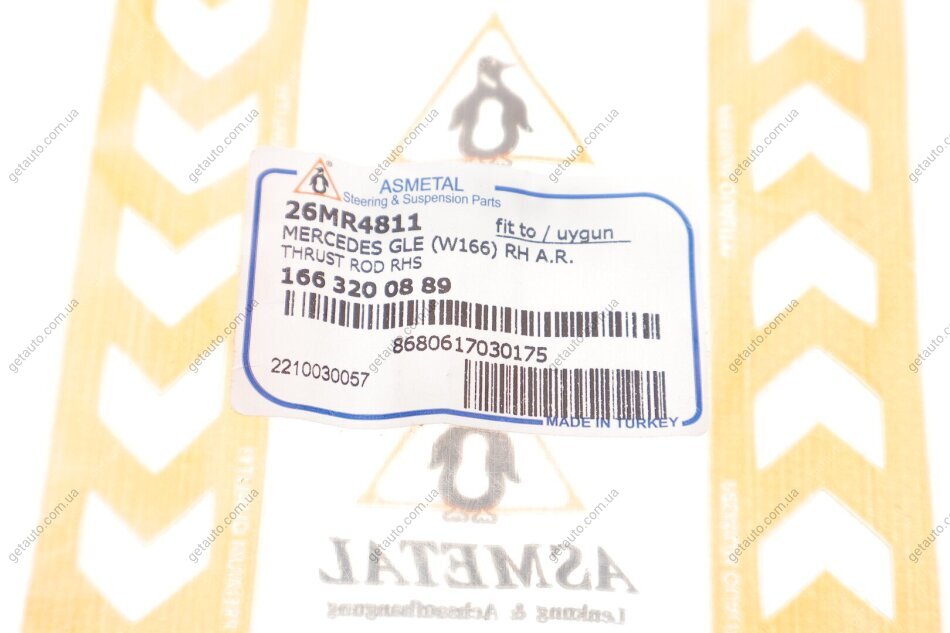 ASMETAL
Steering & Suspension Parts
26MR4811
fit to / uygun
MERCEDES GLE (W166) RH A.R.
THRUST ROD RHS
166 320 08 89
8680617030175
2210030057
MADE IN TURKEY
ASMETAL
Lenkung & Achsaufhängung
getauto.com.ua